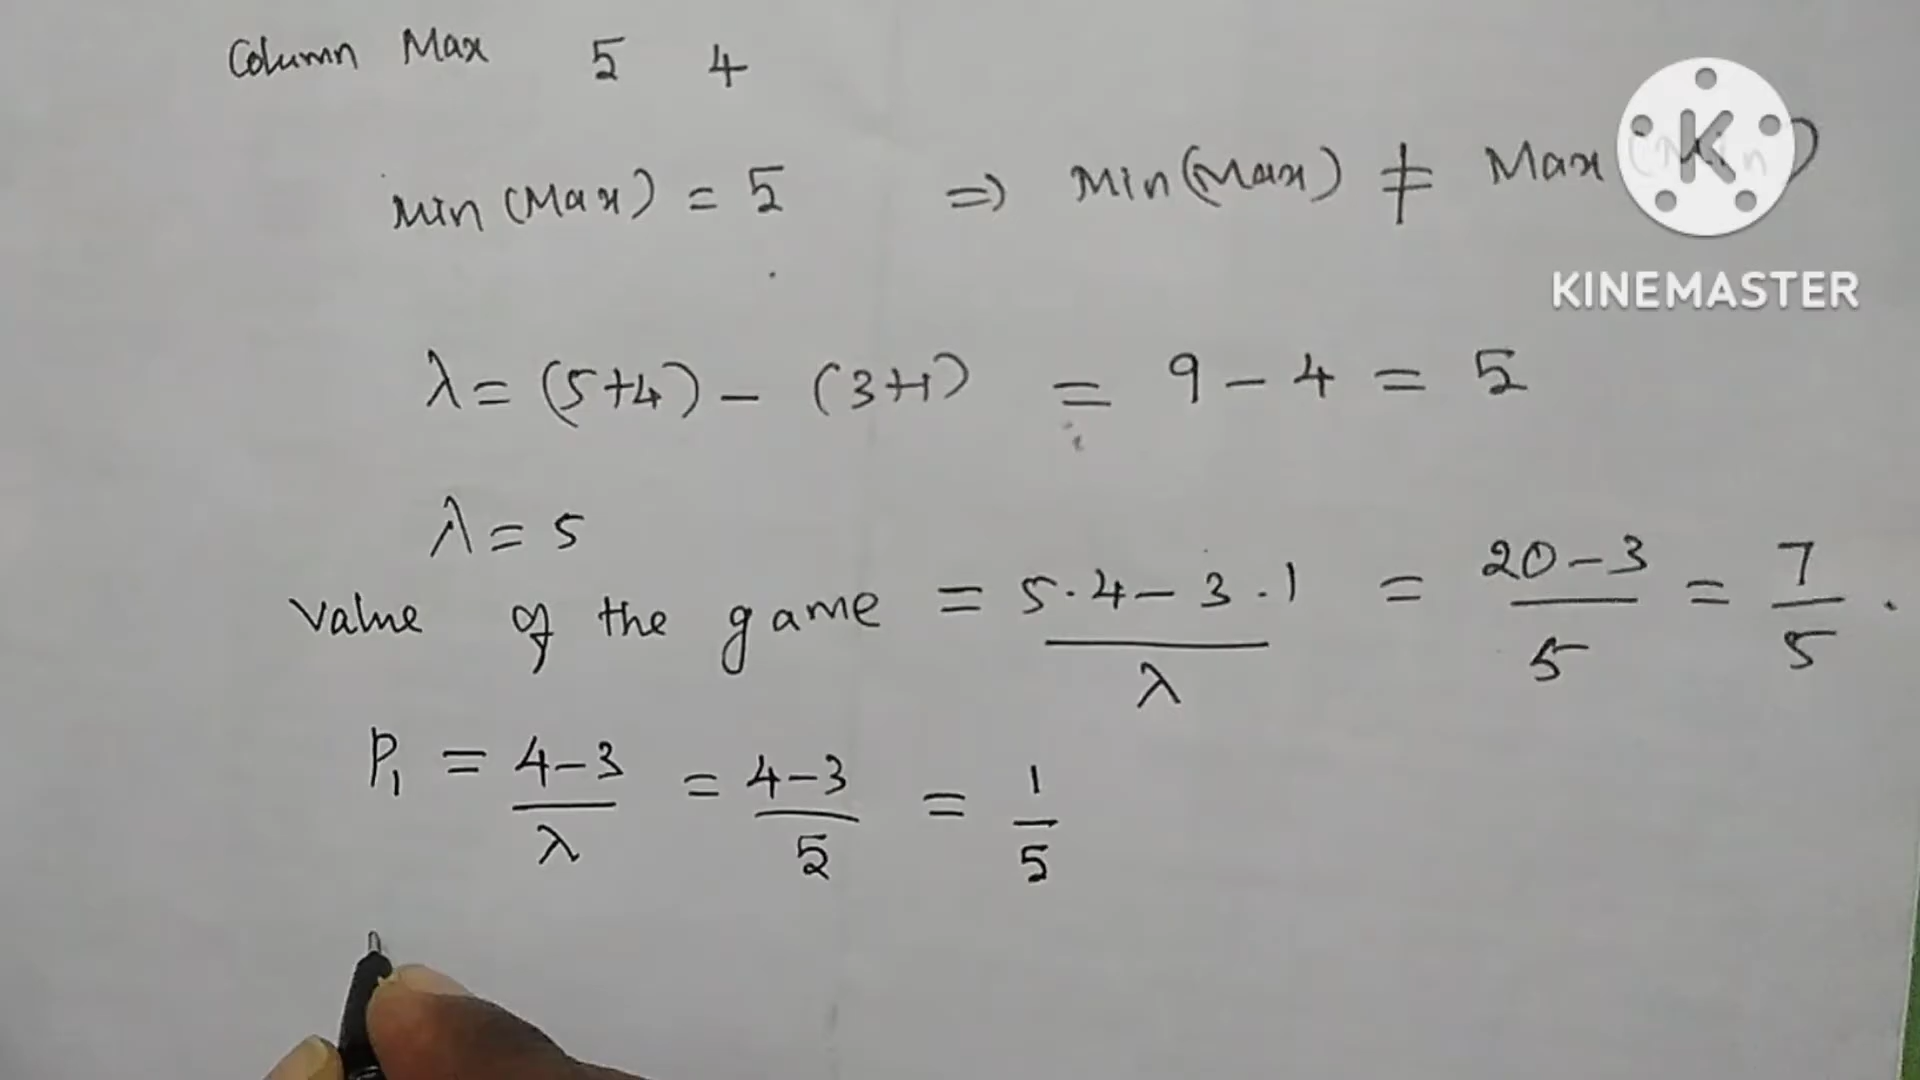 Column Max 5 4
Min (Max) = 5 => Min (Max) ≠ Max (Min)
KINEMASTER
λ = (5+4) - (3+1) = 9 - 4 = 5
λ = 5
Value of the game = 5.4 - 3.1 / λ = 20 - 3 / 5 = 7 / 5 .
P₁ = 4-3 / λ = 4-3 / 5 = 1 / 5